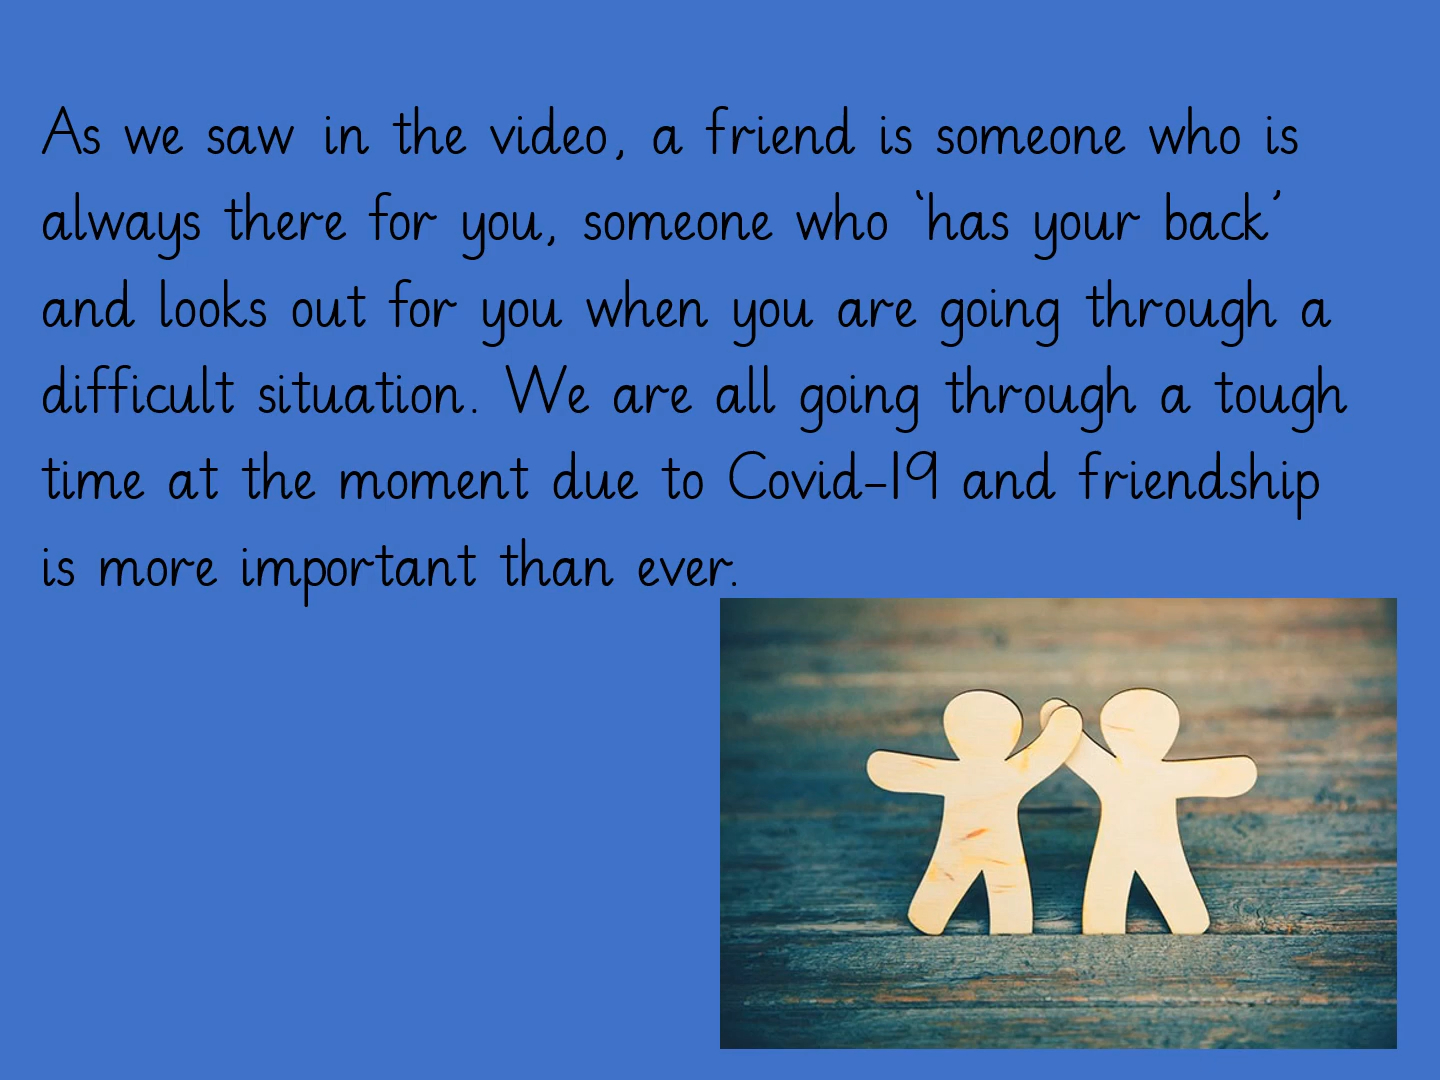 As we saw in the video, a friend is someone who is
always there for you, someone who ‘has your back’
and looks out for you when you are going through a
difficult situation. We are all going through a tough
time at the moment due to Covid-19 and friendship
is more important than ever.